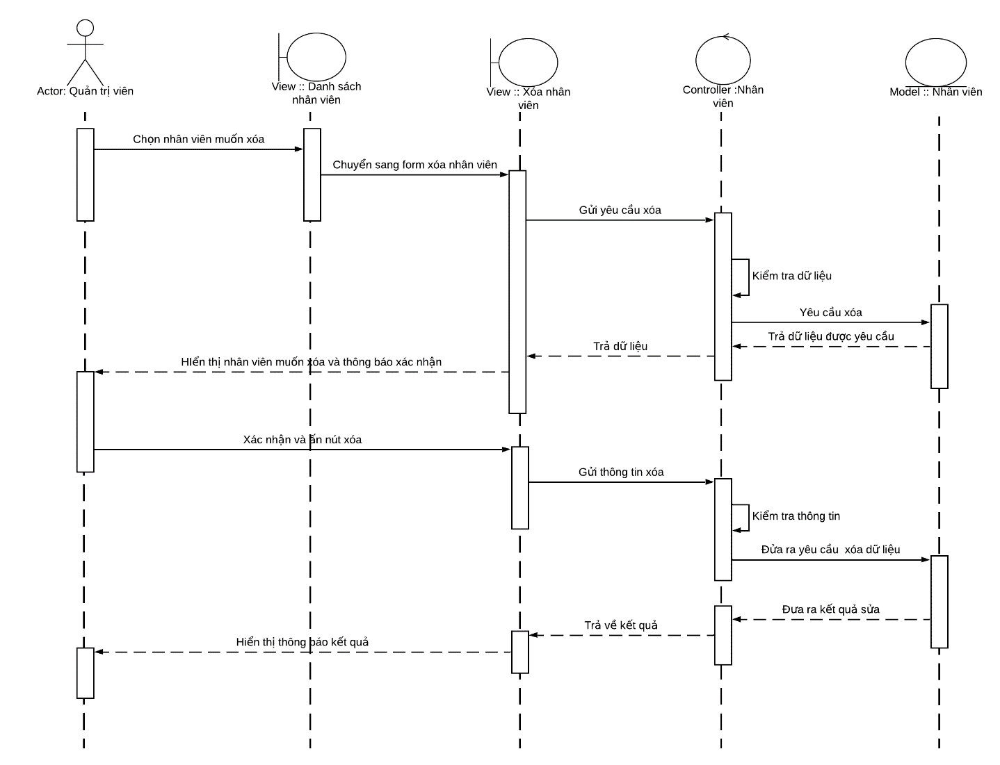 Actor: Quản trị viên
View :: Danh sách
nhân viên
View :: Xóa nhân
viên
Controller :Nhân
viên
Model :: Nhân viên
Chọn nhân viên muốn xóa
Chuyển sang form xóa nhân viên
Gửi yêu cầu xóa
Kiểm tra dữ liệu
Yêu cầu xóa
Trả dữ liệu được yêu cầu
Trả dữ liệu
HIển thị nhân viên muốn xóa và thông báo xác nhận
Xác nhận và ấn nút xóa
Gửi thông tin xóa
Kiểm tra thông tin
Đửa ra yêu cầu  xóa dữ liệu
Đưa ra kết quả sửa
Trả về kết quả
Hiển thị thông báo kết quả